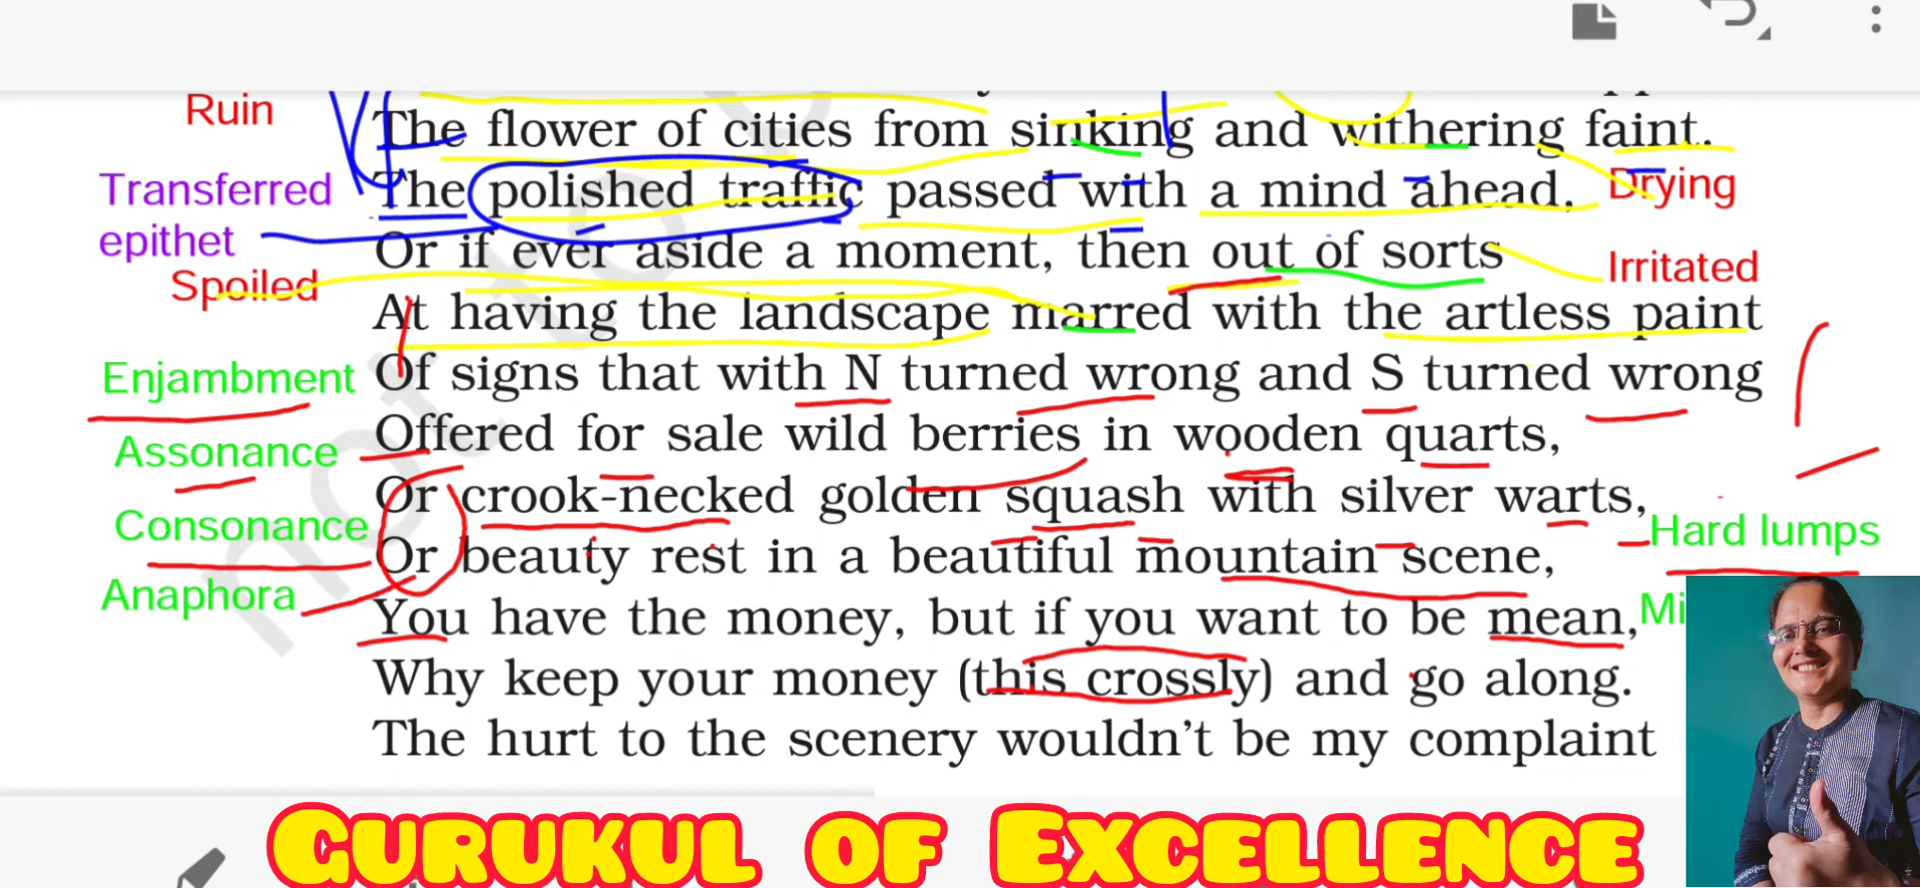 Ruin
The flower of cities from sinking and withering faint.
Transferred
epithet
The polished traffic passed with a mind ahead,
Drying
Or if ever aside a moment, then out of sorts
Spoiled
Irritated
At having the landscape marred with the artless paint
Enjambment
Of signs that with N turned wrong and S turned wrong
Assonance
Offered for sale wild berries in wooden quarts,
Or crook-necked golden squash with silver warts,
Consonance
Hard lumps
Or beauty rest in a beautiful mountain scene,
Anaphora
You have the money, but if you want to be mean,
Mi
Why keep your money (this crossly) and go along.
The hurt to the scenery wouldn't be my complaint
GURUKUL OF EXCELLENCE